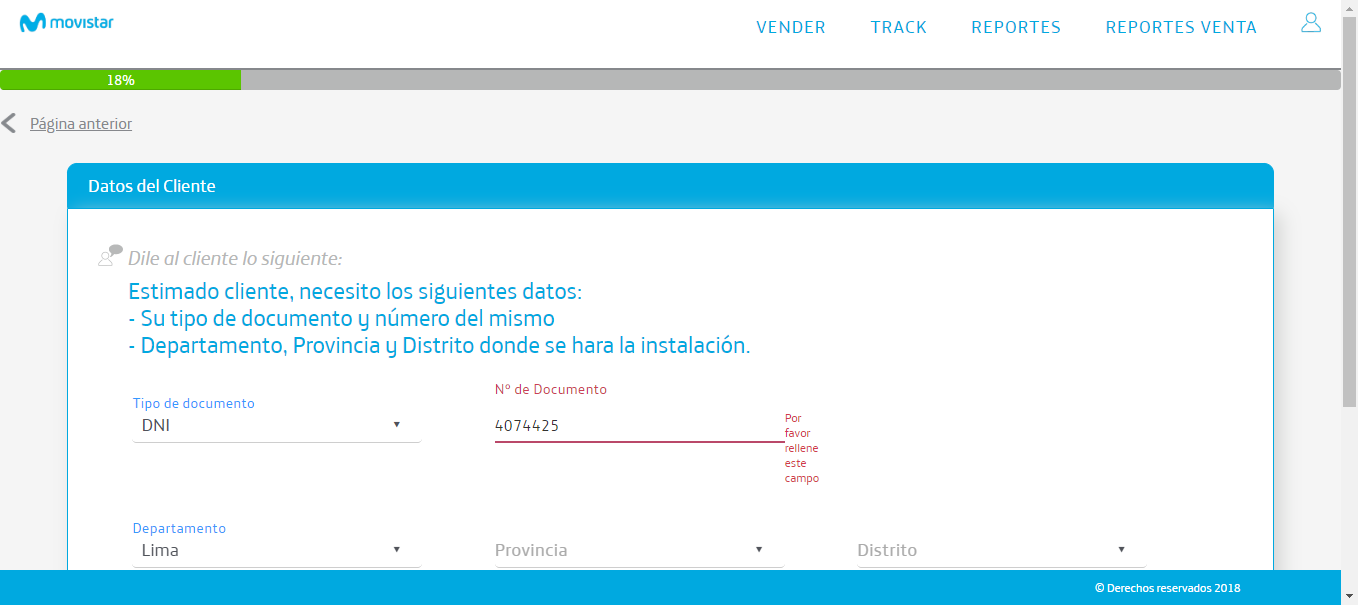 movistar
VENDER TRACK REPORTES REPORTES VENTA
18%
Página anterior
Datos del Cliente
Dile al cliente lo siguiente:
Estimado cliente, necesito los siguientes datos:
- Su tipo de documento y número del mismo
- Departamento, Provincia y Distrito donde se hara la instalación.
Tipo de documento
DNI
Nº de Documento
4074425
Por
favor
rellene
este
campo
Departamento
Lima
Provincia
Distrito
© Derechos reservados 2018